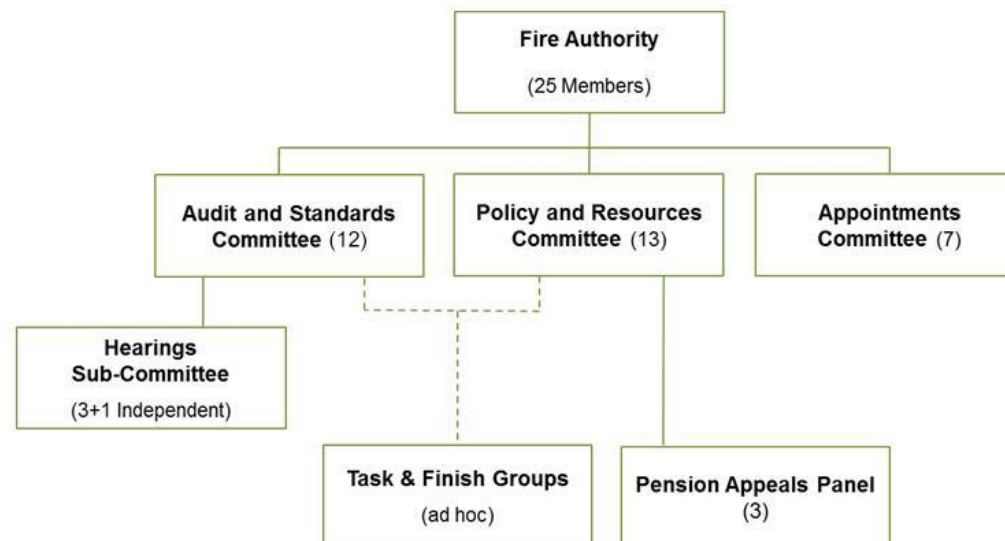 Fire Authority
(25 Members)
Audit and Standards
Committee (12)
Policy and Resources
Committee (13)
Appointments
Committee (7)
Hearings
Sub-Committee
(3+1 Independent)
Task & Finish Groups
(ad hoc)
Pension Appeals Panel
(3)